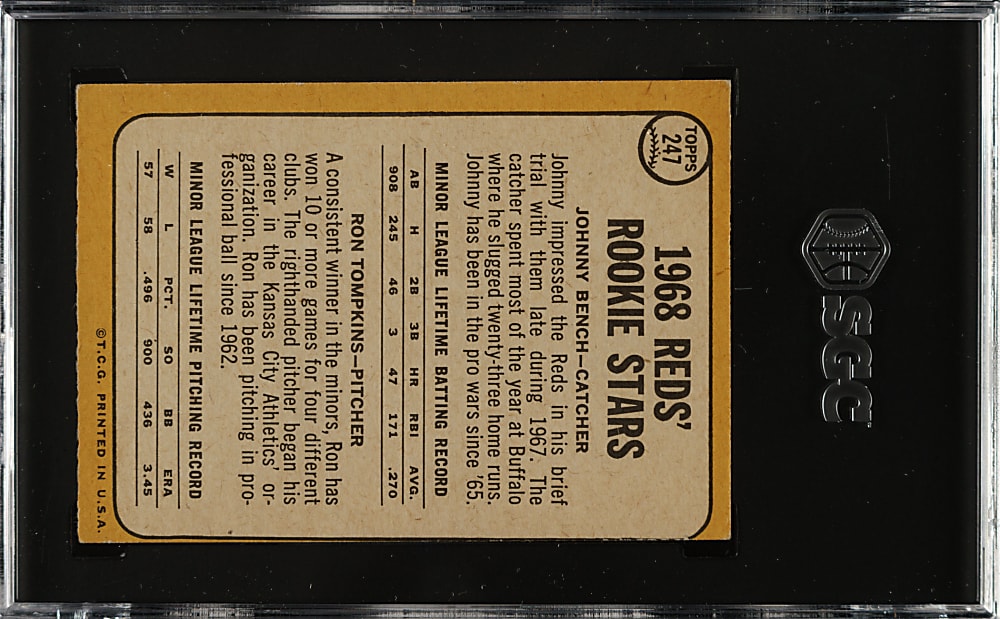 TOPPS
247
1968 REDS'
ROOKIE STARS
JOHNNY BENCH—CATCHER
Johnny impressed the Reds in his brief
trial with them late during 1967. The
catcher spent most of the year at Buffalo
where he slugged twenty-three home runs.
Johnny has been in the pro wars since '65.
MINOR LEAGUE LIFETIME BATTING RECORD
AB H 2B 3B HR RBI AVG.
908 245 46 3 47 171 .270
RON TOMPKINS—PITCHER
A consistent winner in the minors, Ron has
won 10 or more games for four different
clubs. The righthanded pitcher began his
career in the Kansas City Athletics' or-
ganization. Ron has been pitching in pro-
fessional ball since 1962.
MINOR LEAGUE LIFETIME PITCHING RECORD
W L PCT. SO BB ERA
57 58 .496 900 436 3.45
©T.C.G. PRINTED IN U.S.A.
SGC